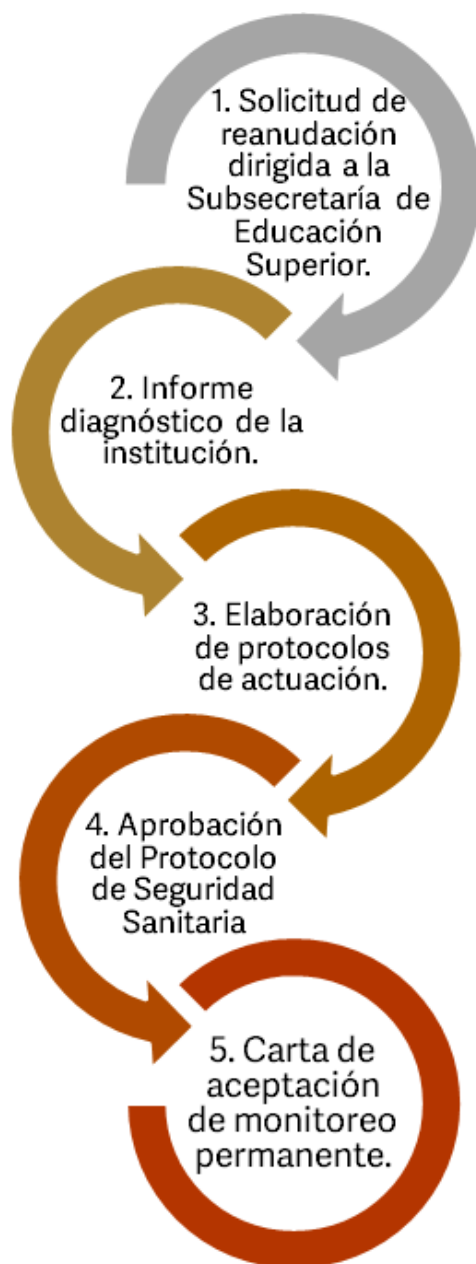 1. Solicitud de
reanudación
dirigida a la
Subsecretaría de
Educación
Superior.
2. Informe
diagnóstico de la
institución.
3. Elaboración
de protocolos
de actuación.
4. Aprobación
del Protocolo
de Seguridad
Sanitaria
5. Carta de
aceptación
de monitoreo
permanente.